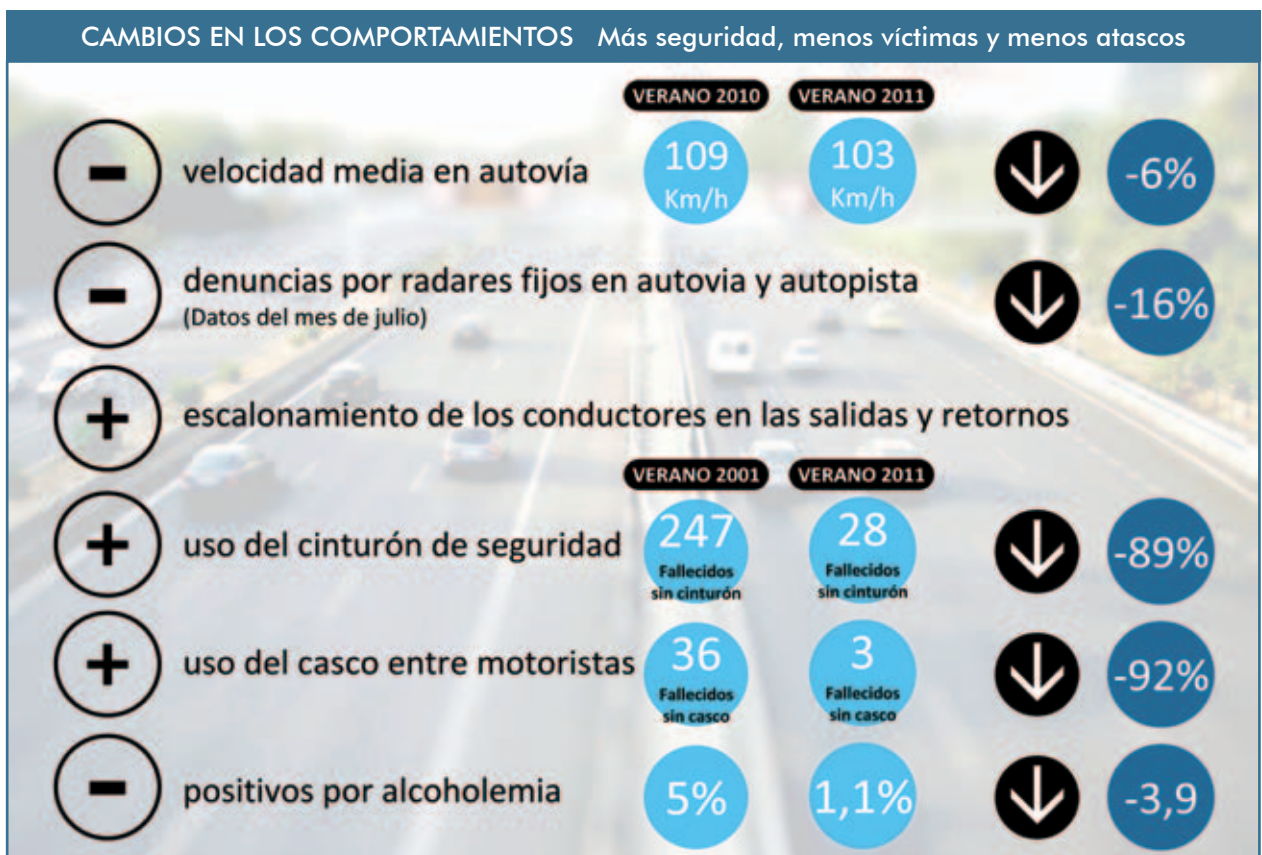 CAMBIOS EN LOS COMPORTAMIENTOS Más seguridad, menos víctimas y menos atascos
VERANO 2010 VERANO 2011
- velocidad media en autovía 109 Km/h 103 Km/h -6%
- denuncias por radares fijos en autovia y autopista -16%
(Datos del mes de julio)
+ escalonamiento de los conductores en las salidas y retornos
VERANO 2001 VERANO 2011
+ uso del cinturón de seguridad 247 Fallecidos sin cinturón 28 Fallecidos sin cinturón -89%
+ uso del casco entre motoristas 36 Fallecidos sin casco 3 Fallecidos sin casco -92%
- positivos por alcoholemia 5% 1,1% -3,9